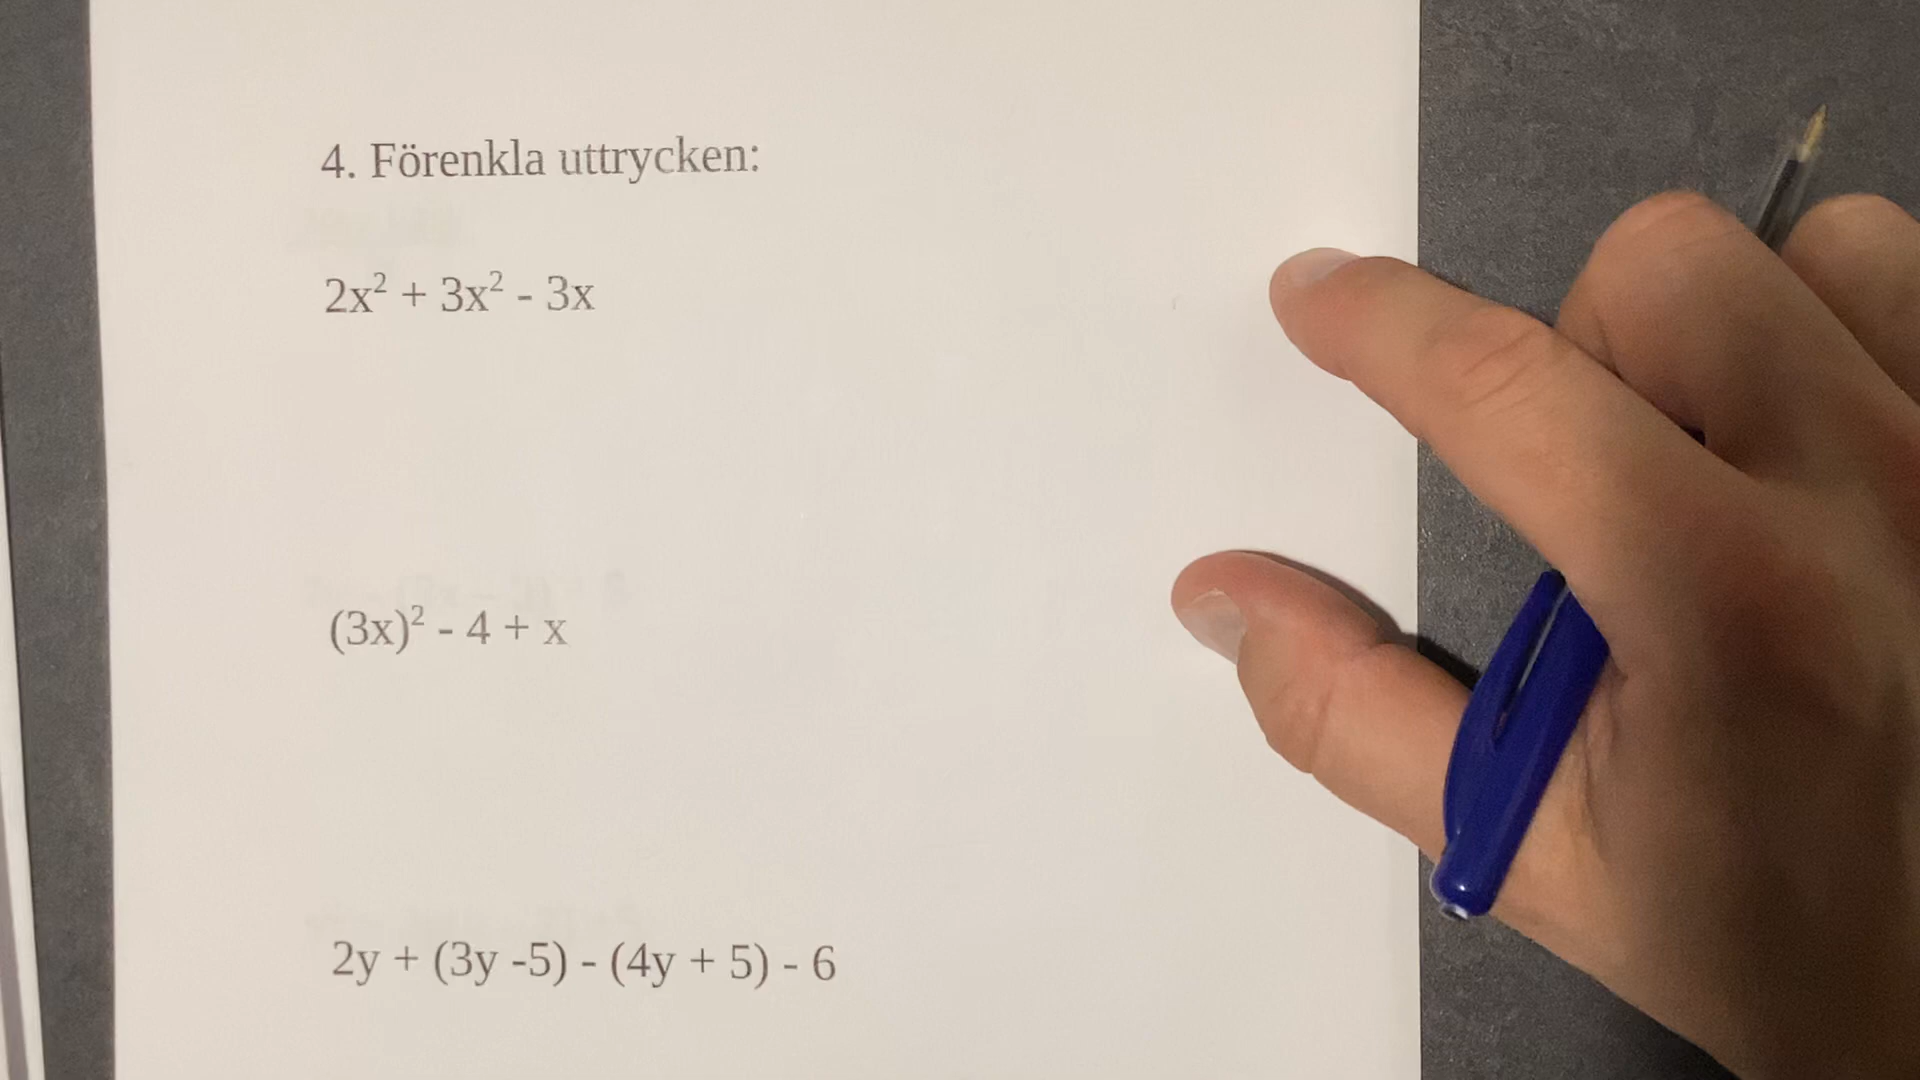 4. Förenkla uttrycken:
2x² + 3x² - 3x
(3x)² - 4 + x
2y + (3y -5) - (4y + 5) - 6